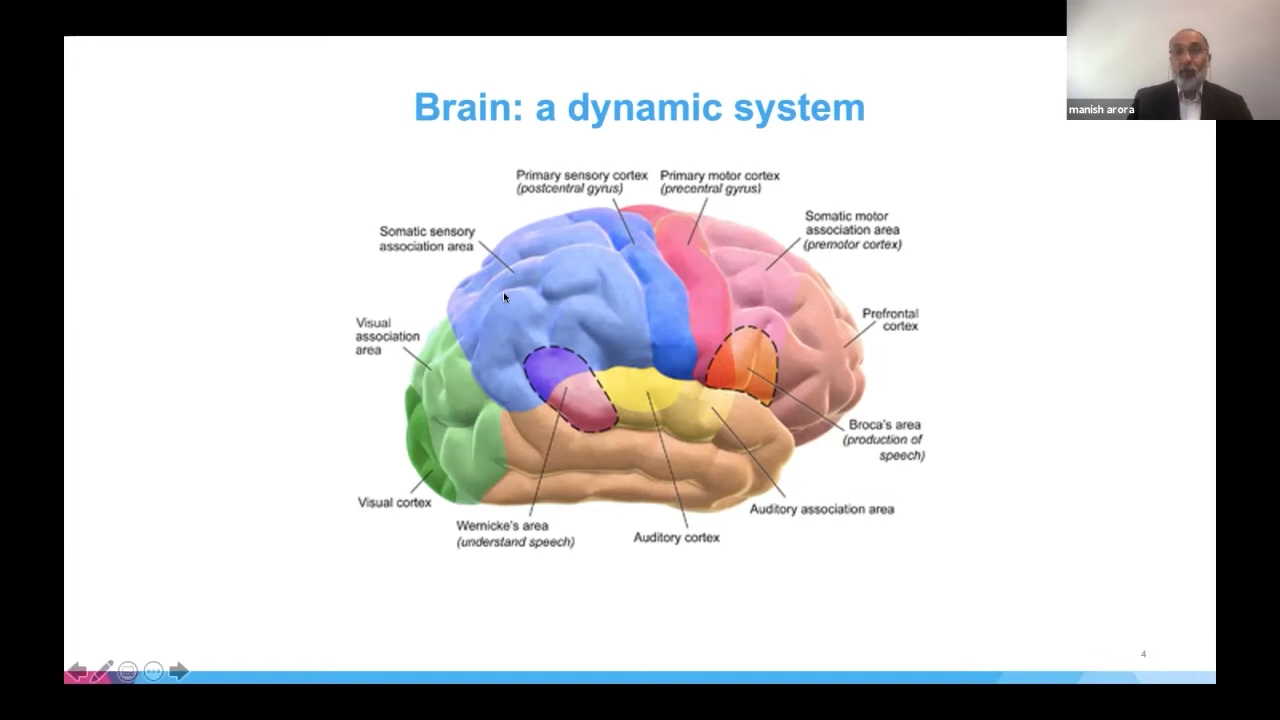 manish arora
Brain: a dynamic system
Primary sensory cortex
(postcentral gyrus)
Primary motor cortex
(precentral gyrus)
Somatic sensory
association area
Somatic motor
association area
(premotor cortex)
Visual
association
area
Prefrontal
cortex
Broca's area
(production of
speech)
Visual cortex
Wernicke's area
(understand speech)
Auditory cortex
Auditory association area
4